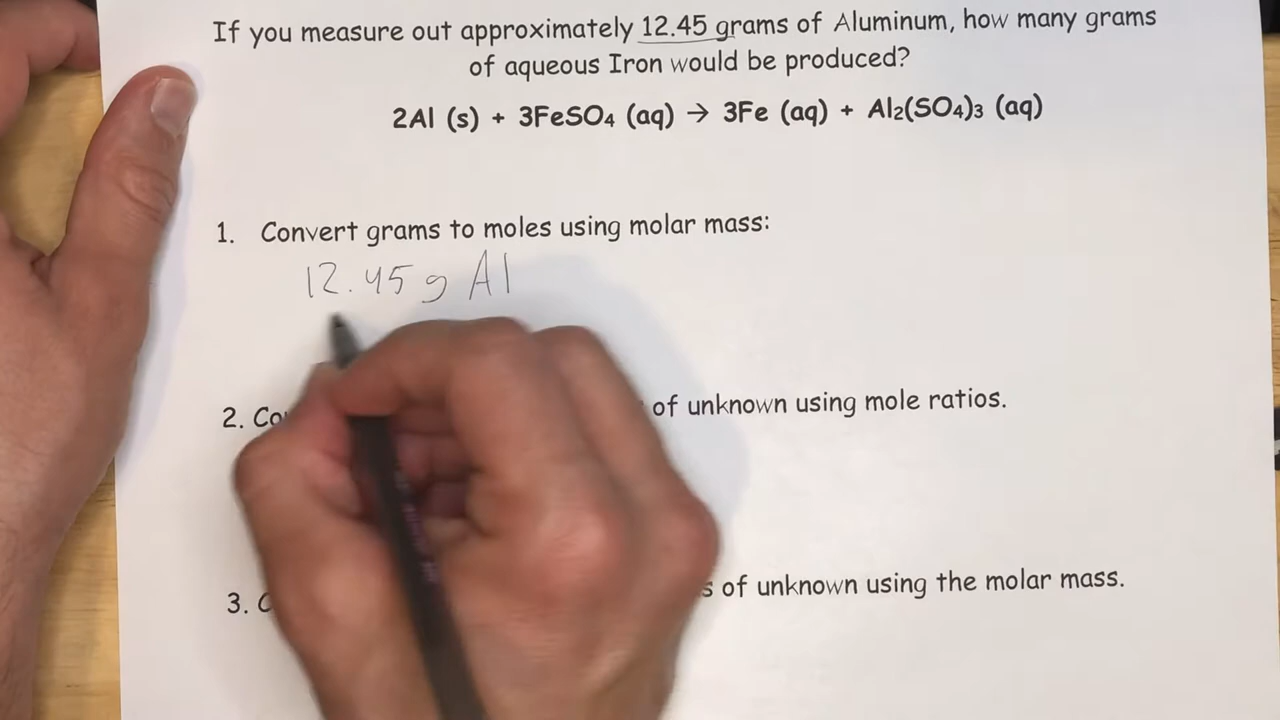 If you measure out approximately 12.45 grams of Aluminum, how many grams
of aqueous Iron would be produced?
2Al (s) + 3FeSO4 (aq) → 3Fe (aq) + Al2(SO4)3 (aq)
1. Convert grams to moles using molar mass:
12.45 g Al
2. of unknown using mole ratios.
3. of unknown using the molar mass.